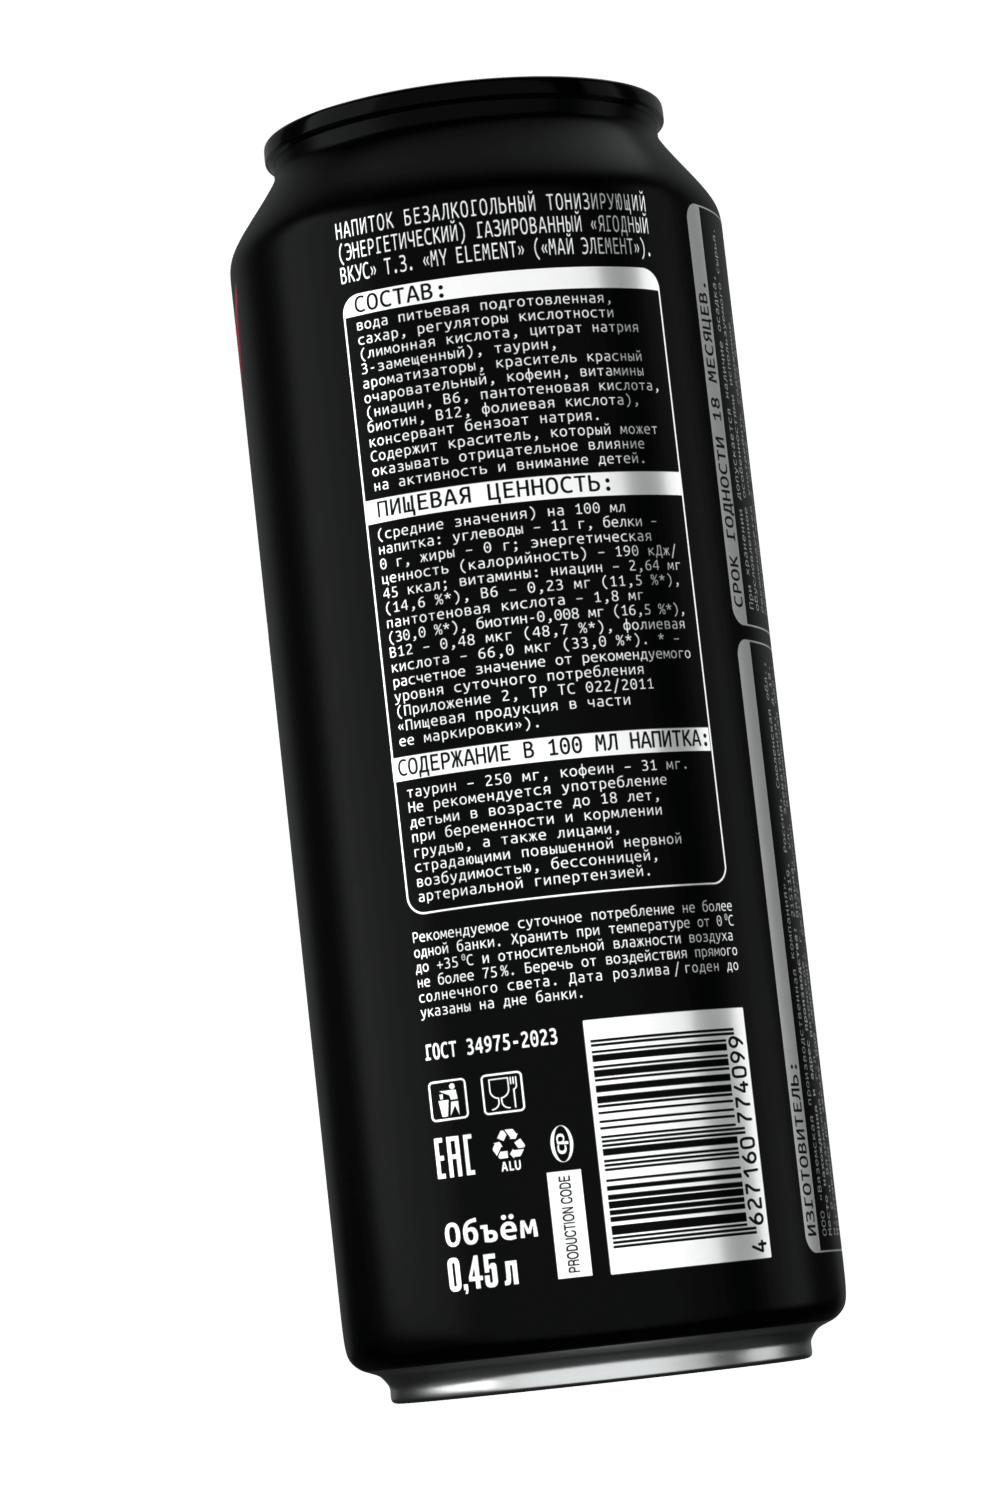 НАПИТОК БЕЗАЛКОГОЛЬНЫЙ ТОНИЗИРУЮЩИЙ
(ЭНЕРГЕТИЧЕСКИЙ) ГАЗИРОВАННЫЙ «ЯГОДНЫЙ
ВКУС» Т.З. «MY ELEMENT» («МАЙ ЭЛЕМЕНТ»).
СОСТАВ:
вода питьевая подготовленная,
сахар, регуляторы кислотности
(лимонная кислота, цитрат натрия
3-замещенный), таурин,
ароматизаторы, краситель красный
очаровательный, кофеин, витамины
(ниацин, В6, пантотеновая кислота,
биотин, В12, фолиевая кислота),
консервант бензоат натрия.
Содержит краситель, который может
оказывать отрицательное влияние
на активность и внимание детей.
ПИЩЕВАЯ ЦЕННОСТЬ:
(средние значения) на 100 мл
напитка: углеводы – 11 г, белки –
0 г, жиры – 0 г; энергетическая
ценность (калорийность) – 190 кДж/
45 ккал; витамины: ниацин – 2,64 мг
(14,6 %*), В6 – 0,23 мг (11,5 %*),
пантотеновая кислота – 1,8 мг
(30,0 %*), биотин-0,008 мг (16,5 %*),
В12 – 0,48 мкг (48,7 %*), фолиевая
кислота – 66,0 мкг (33,0 %*). * –
расчетное значение от рекомендуемого
уровня суточного потребления
(Приложение 2, ТР ТС 022/2011
«Пищевая продукция в части
ее маркировки»).
СОДЕРЖАНИЕ В 100 МЛ НАПИТКА:
таурин – 250 мг, кофеин – 31 мг.
Не рекомендуется употребление
детьми в возрасте до 18 лет,
при беременности и кормлении
грудью, а также лицами,
страдающими повышенной нервной
возбудимостью, бессонницей,
артериальной гипертензией.
Рекомендуемое суточное потребление не более
одной банки. Хранить при температуре от 0°С
до +35°С и относительной влажности воздуха
не более 75%. Беречь от воздействия прямого
солнечного света. Дата розлива/годен до
указаны на дне банки.
ГОСТ 34975-2023
EAC
ALU
Объём
0,45 л
PRODUCTION CODE
4 627160 774099
СРОК ГОДНОСТИ 18 МЕСЯЦЕВ.
При хранении допускается наличие осадка,
ИЗГОТОВИТЕЛЬ: